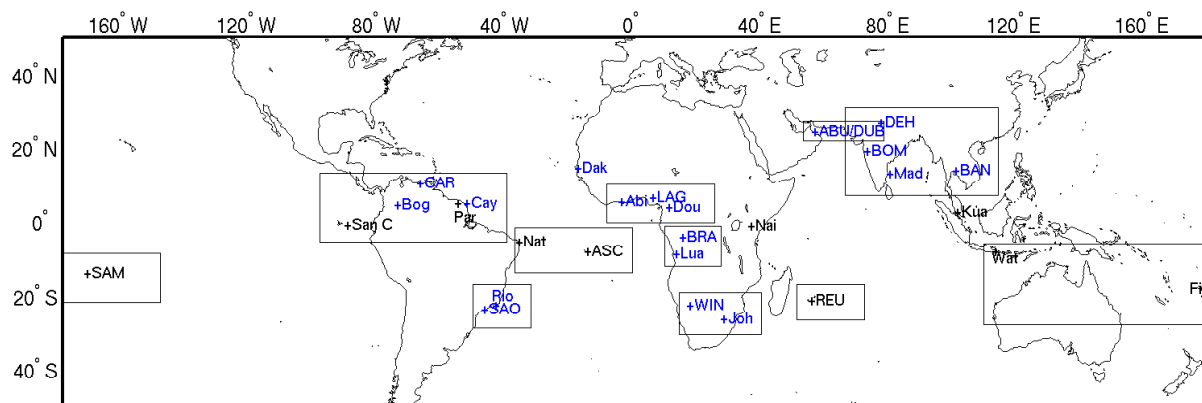 160° W 120° W 80° W 40° W 0° 40° E 80° E 120° E 160° E
40° N
20° N
0°
20° S
40° S
DEH
ABU/DUB
BOM
Dak
Mad
BAN
CAR
Bog
Cay
Par
San C
LAG
Abi
Dou
Kua
Nai
BRA
Nat
ASC
Lua
Wat
SAM
Rio
SAO
WIN
Joh
REU
Fi